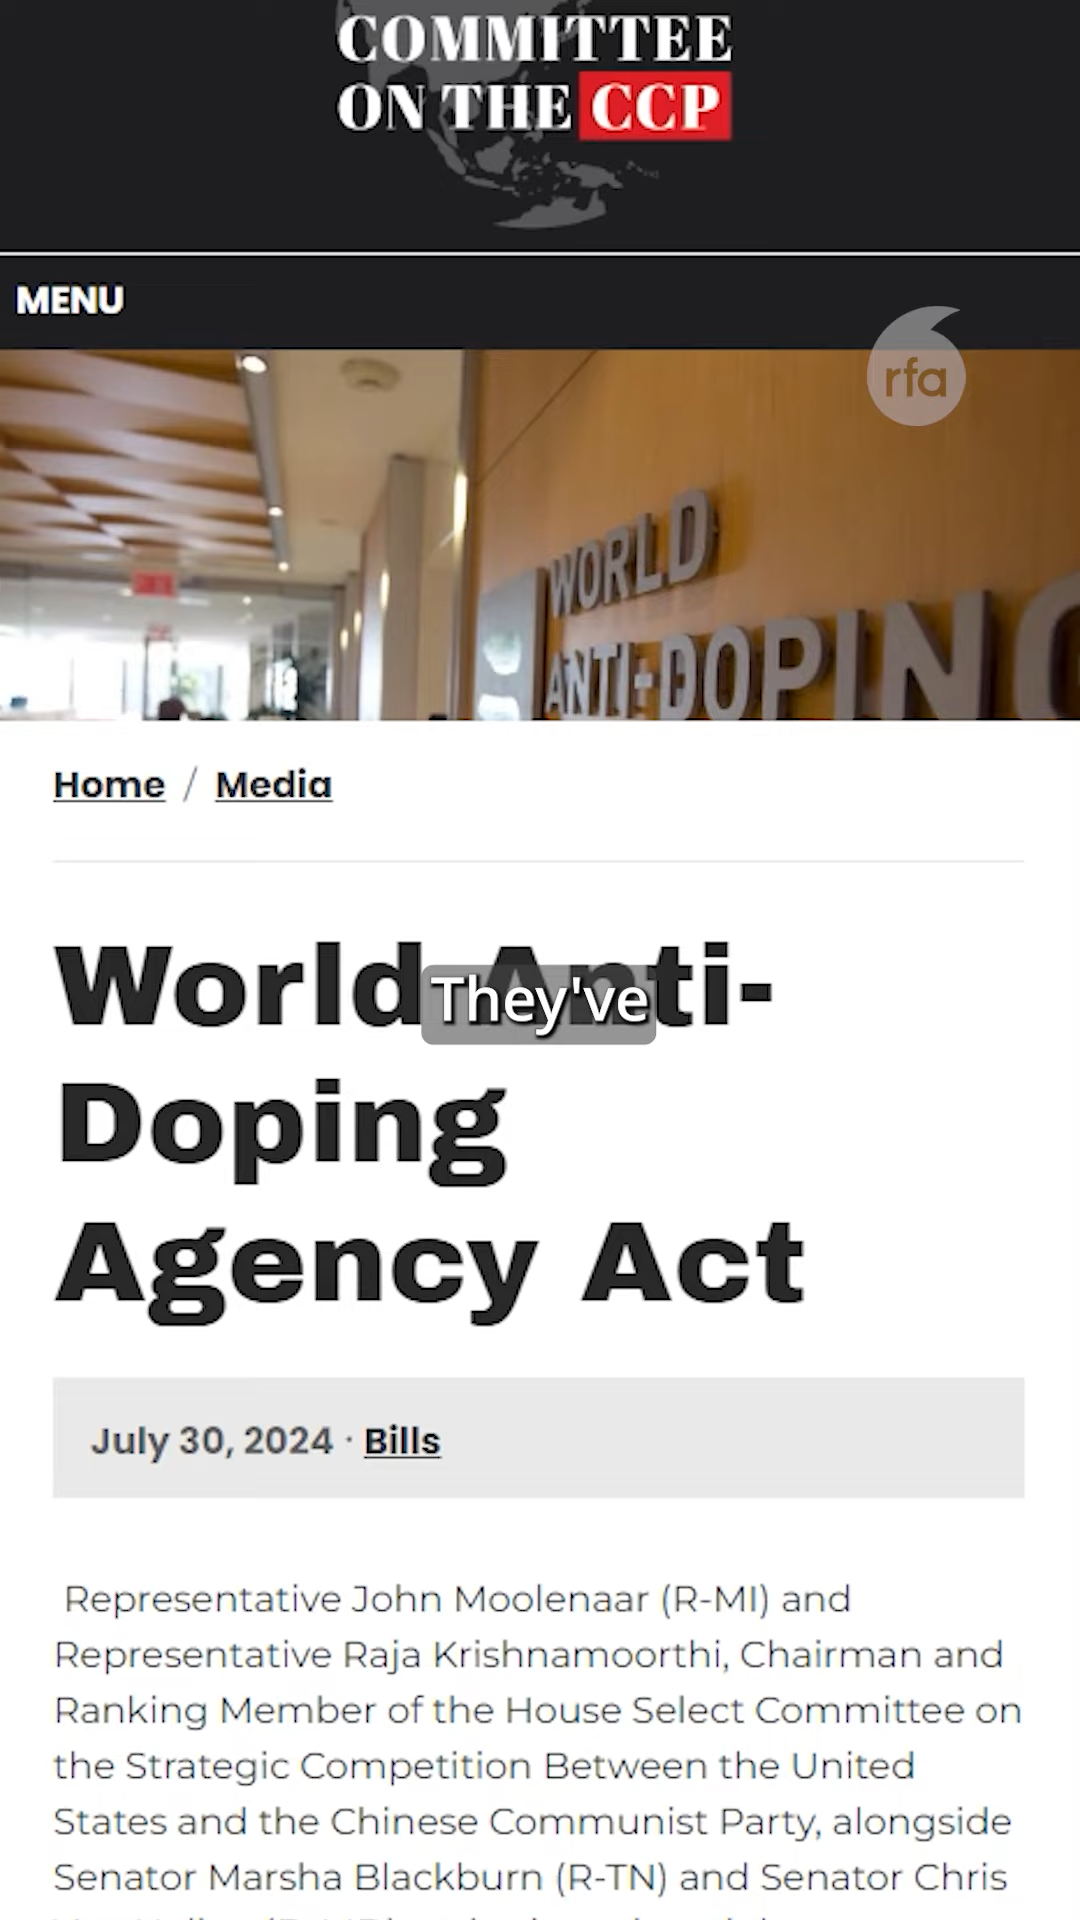 COMMITTEE
ON THE CCP
MENU
rfa
WORLD
ANTI-DOPING
Home / Media
World Anti-
They've
Doping
Agency Act
July 30, 2024 · Bills
Representative John Moolenaar (R-MI) and
Representative Raja Krishnamoorthi, Chairman and
Ranking Member of the House Select Committee on
the Strategic Competition Between the United
States and the Chinese Communist Party, alongside
Senator Marsha Blackburn (R-TN) and Senator Chris